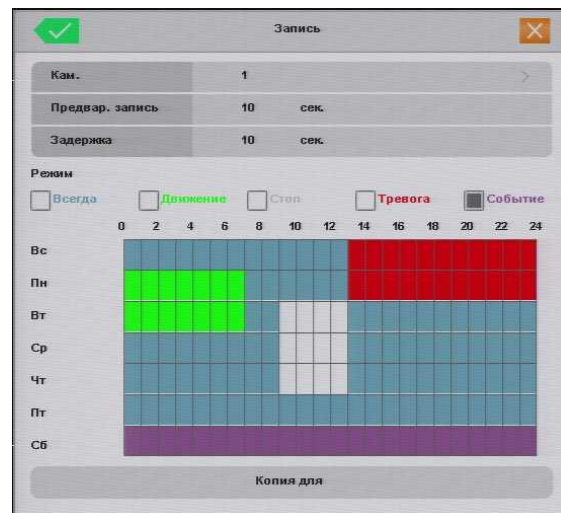 Запись
Кам. 1
Предвар. запись 10 сек.
Задержка 10 сек.
Режим
Всегда Движение Стоп Тревога Событие
0 2 4 6 8 10 12 14 16 18 20 22 24
Вс
Пн
Вт
Ср
Чт
Пт
Сб
Копия для